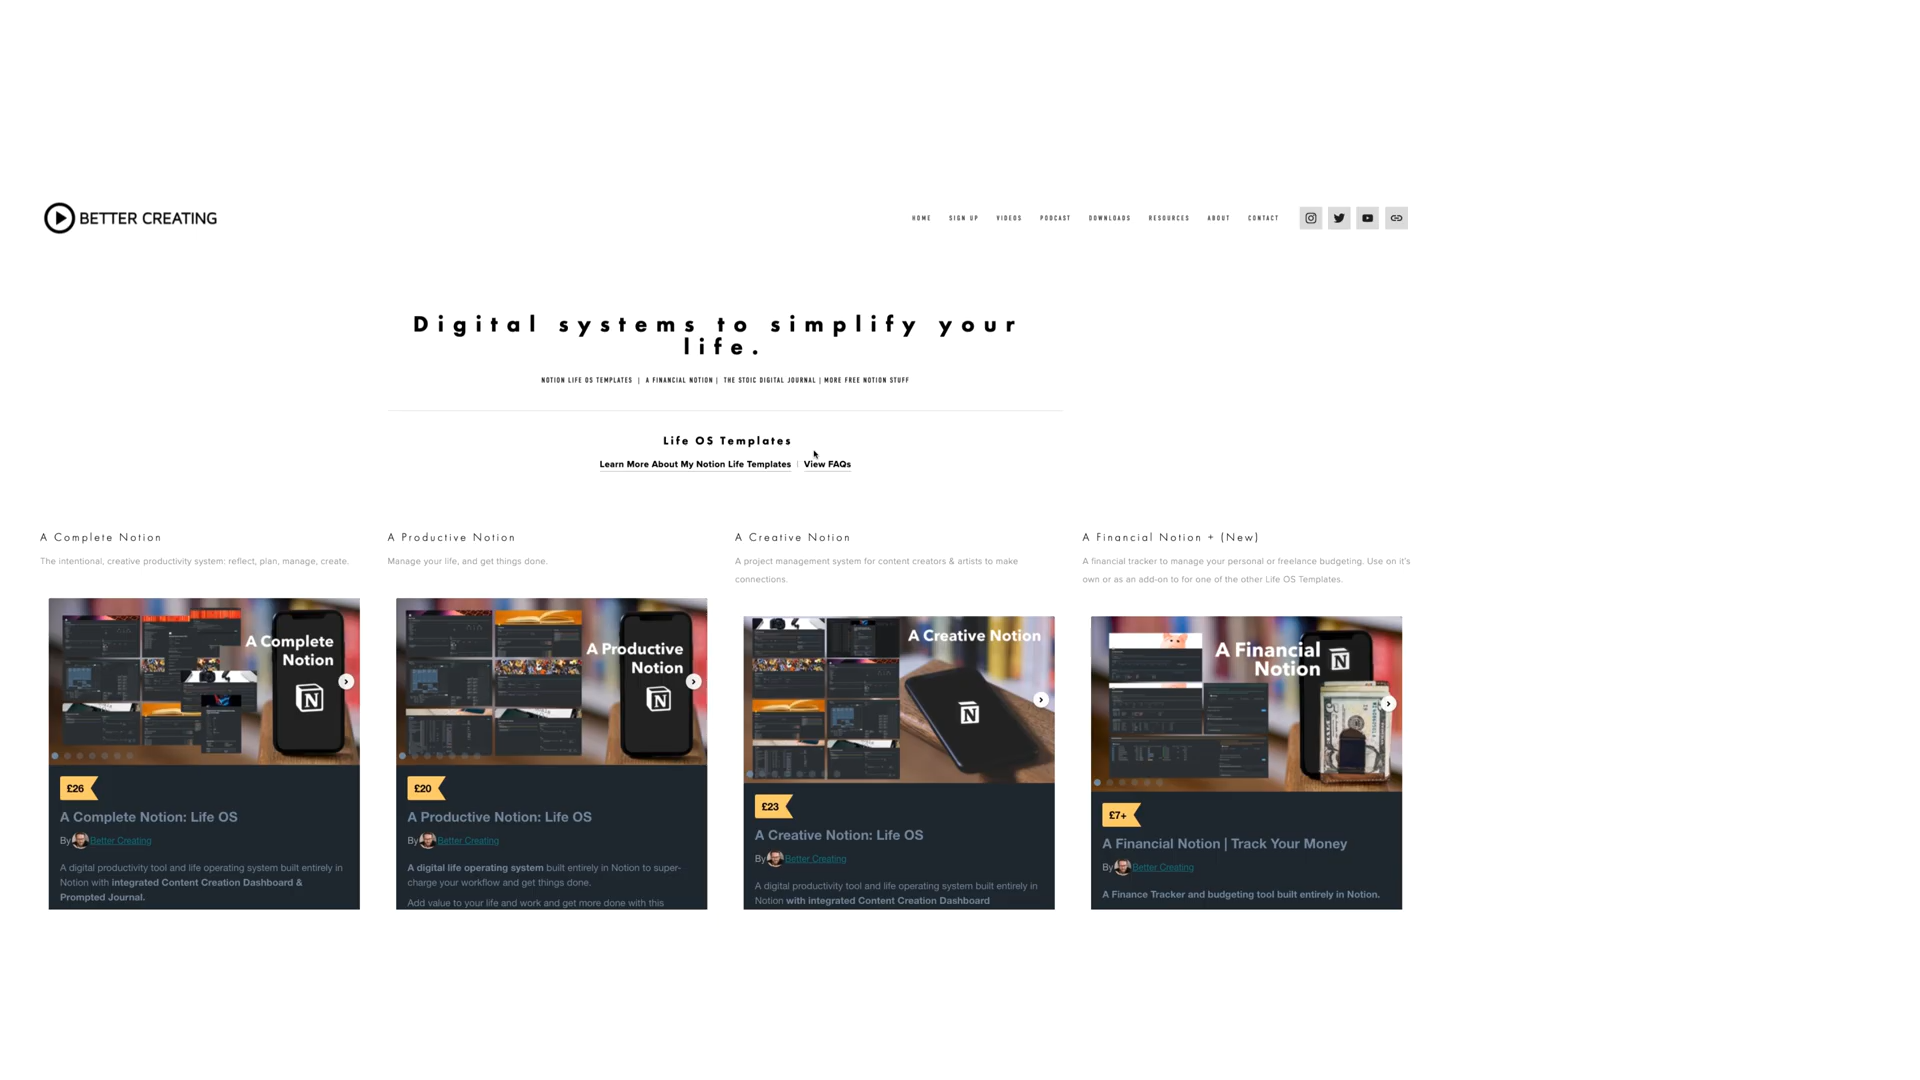 BETTER CREATING
HOME SIGN UP VIDEOS PODCAST DOWNLOADS RESOURCES ABOUT CONTACT
Digital systems to simplify your
life.
NOTION LIFE OS TEMPLATES | A FINANCIAL NOTION | THE STOIC DIGITAL JOURNAL | MORE FREE NOTION STUFF
Life OS Templates
Learn More About My Notion Life Templates | View FAQs
A Complete Notion
The intentional, creative productivity system: reflect, plan, manage, create.
A Complete
Notion
£26
A Complete Notion: Life OS
By Better Creating
A digital productivity tool and life operating system built entirely in
Notion with integrated Content Creation Dashboard &
Prompted Journal.
A Productive Notion
Manage your life, and get things done.
A Productive
Notion
£20
A Productive Notion: Life OS
By Better Creating
A digital life operating system built entirely in Notion to super-
charge your workflow and get things done.
Add value to your life and work and get more done with this
A Creative Notion
A project management system for content creators & artists to make
connections.
A Creative Notion
£23
A Creative Notion: Life OS
By Better Creating
A digital productivity tool and life operating system built entirely in
Notion with integrated Content Creation Dashboard
A Financial Notion + (New)
A financial tracker to manage your personal or freelance budgeting. Use on it's
own or as an add-on to for one of the other Life OS Templates.
A Financial
Notion
£7+
A Financial Notion | Track Your Money
By Better Creating
A Finance Tracker and budgeting tool built entirely in Notion.